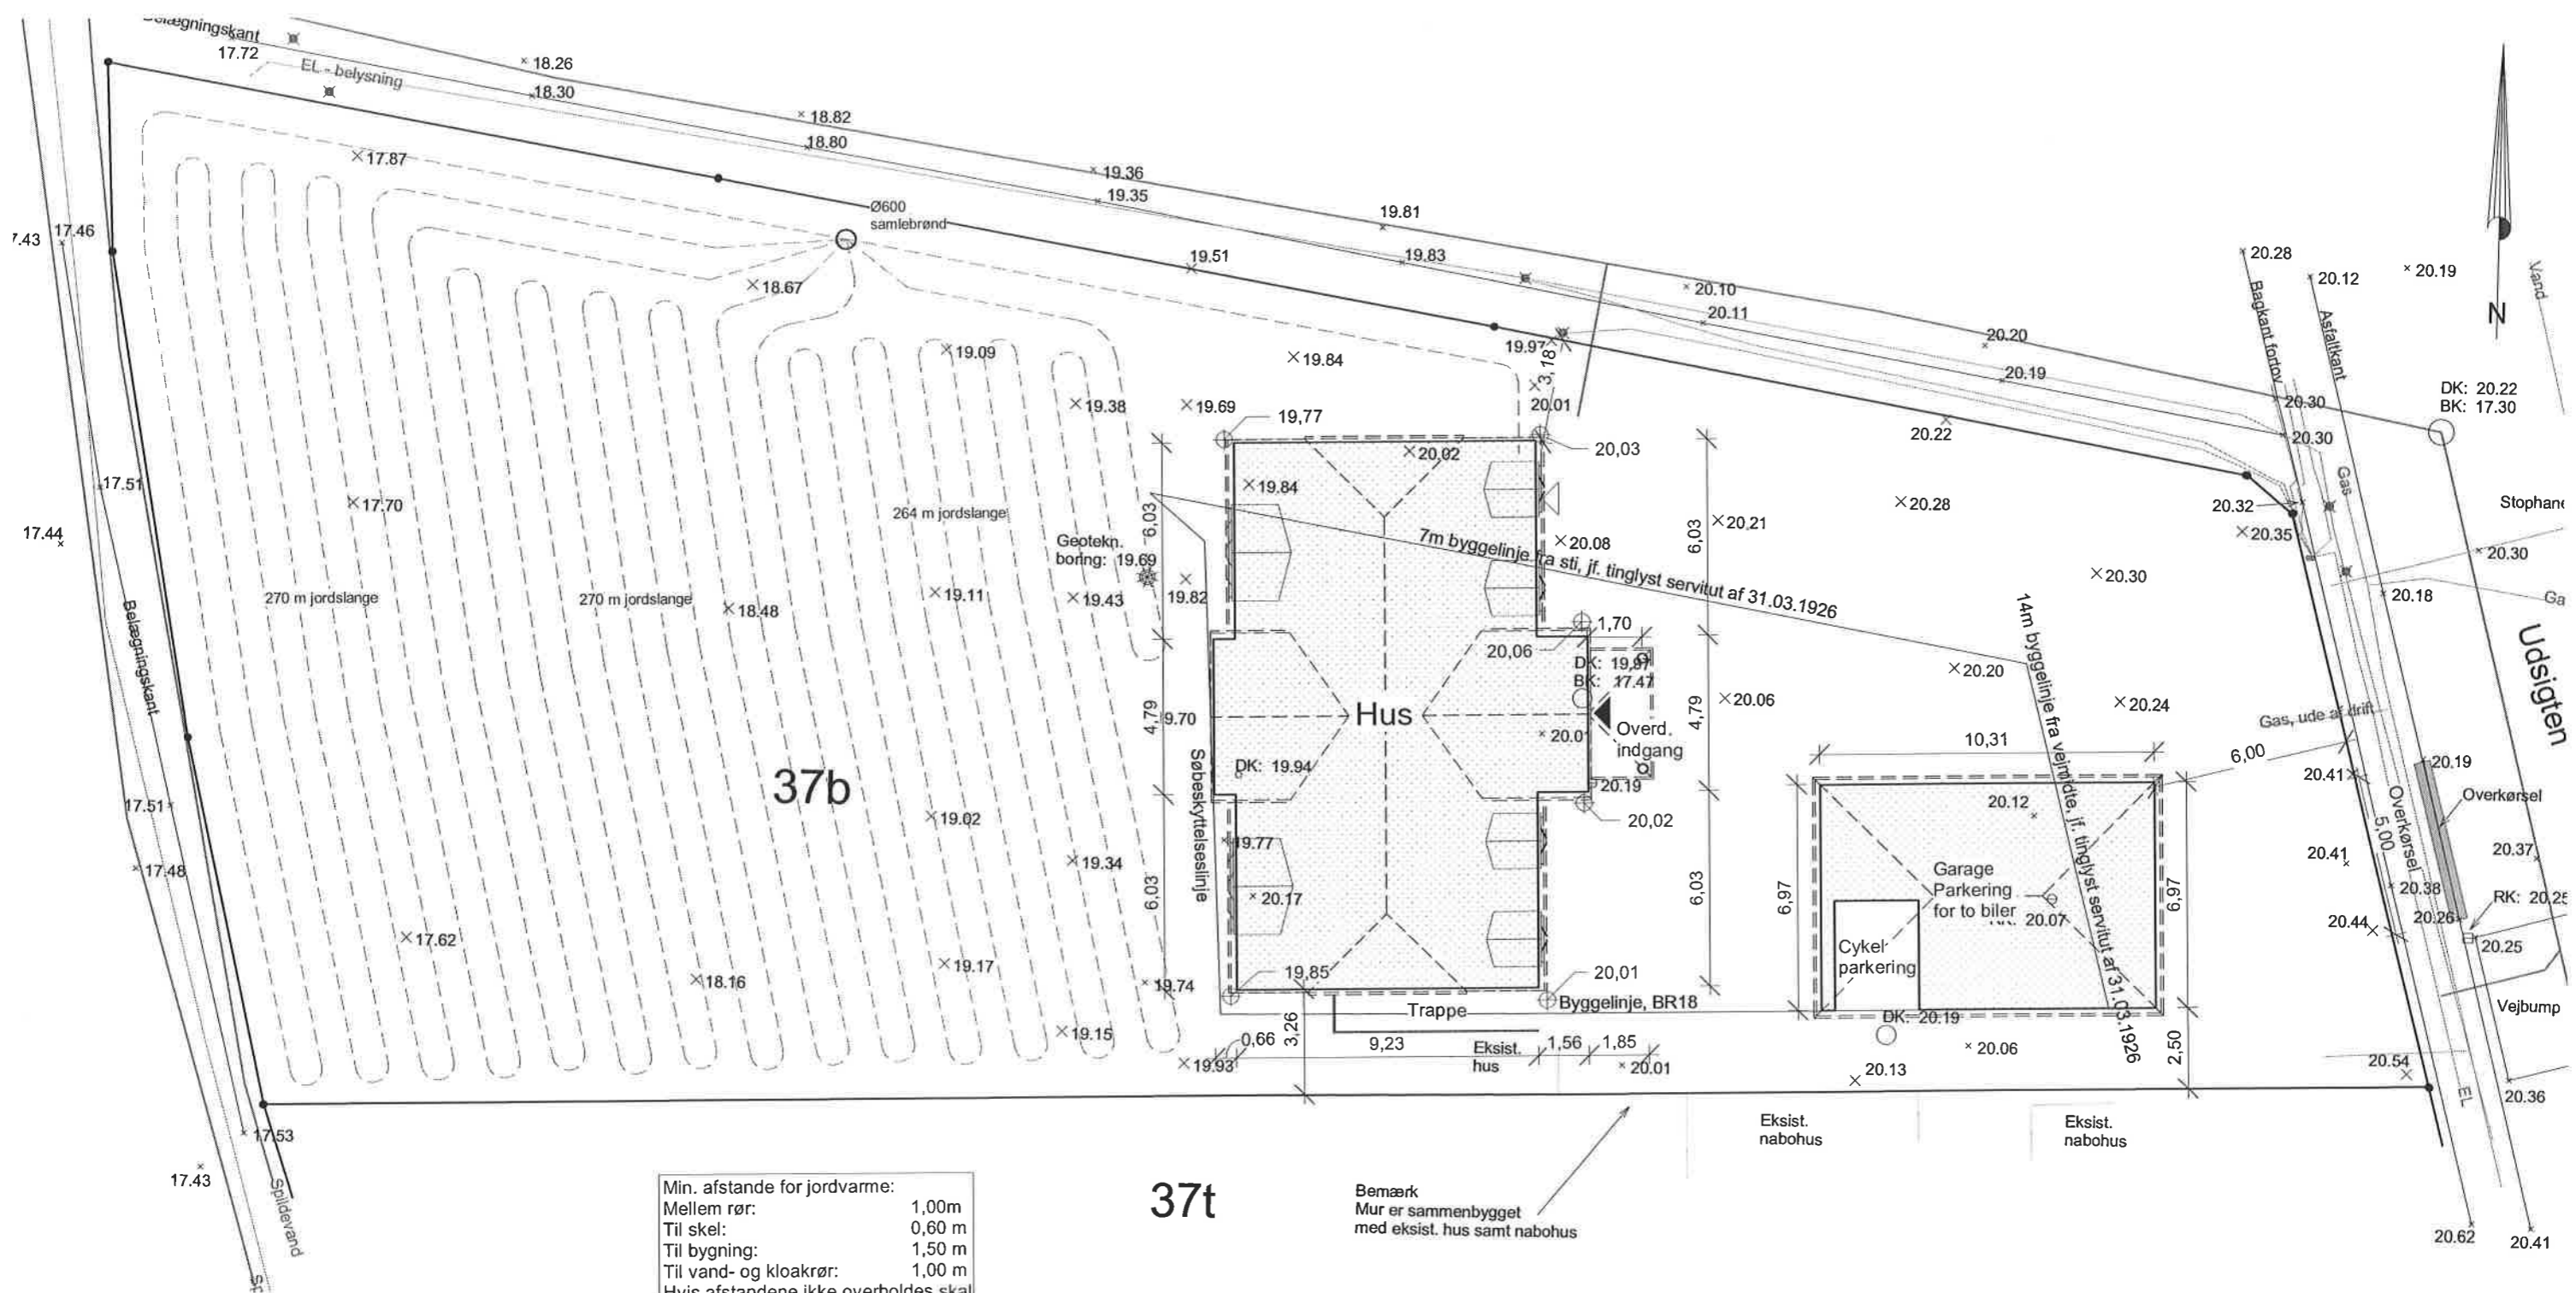 Belægningskant
17.72
EL - belysning
18.26
18.30
18.82
18.80
19.36
19.35
19.81
19.83
20.10
20.11
20.20
20.19
20.28
20.12
20.19
Vand
Bagkant fortov
Asfaltkant
N
DK: 20.22
BK: 17.30
20.30
20.30
17.87
Ø600
samlebrønd
19.51
19.97
3,18
20.01
18.67
17.46
7.43
19.09
19.84
19.38
19.69
19,77
20,03
20.22
Gas
20.32
20.35
Stophane
20.30
17.51
17.44
17.70
264 m jordslange
Geotekn.
boring: 19.69
6,03
19.84
20.02
20.08
6,03
20.21
20.28
7m byggelinje fra sti, jf. tinglyst servitut af 31.03.1926
20.30
20.18
Ga
270 m jordslange
270 m jordslange
18.48
19.11
19.43
19.82
Belægningskant
1,70
20,06
DK: 19.97
BK: 17.47
14m byggelinje fra vejmidte, jf. tinglyst servitut af 31.03.1926
20.20
20.24
Udsigten
4,79
9.70
Hus
20.0
Overd.
indgang
4,79
20.06
Gas, ude af drift
6,00
10,31
37b
Søbeskyttelseslinje
DK: 19.94
20.19
20,02
20.41
20.19
Overkørsel
Overkørsel
5,00
17.51
17.48
19.02
19.34
19.77
20.17
6,03
6,03
6,97
20.12
Garage
Parkering
for to biler
20.07
6,97
20.41
20.37
20.38
20.26
RK: 20.25
20.44
20.25
17.62
18.16
19.17
19.74
19,85
20,01
Byggelinje, BR18
Cykel
parkering
Vejbump
19.15
19.93
0,66
3,26
Trappe
9,23
Eksist.
hus
1,56
1,85
20.01
DK: 20.19
20.06
20.13
2,50
20.54
EL
20.36
17.53
17.43
Spildevand
Eksist.
nabohus
Eksist.
nabohus
Min. afstande for jordvarme:
Mellem rør: 1,00m
Til skel: 0,60 m
Til bygning: 1,50 m
Til vand- og kloakrør: 1,00 m
Hvis afstandene ikke overboldes skal
37t
Bemærk
Mur er sammenbygget
med eksist. hus samt nabohus
20.62
20.41